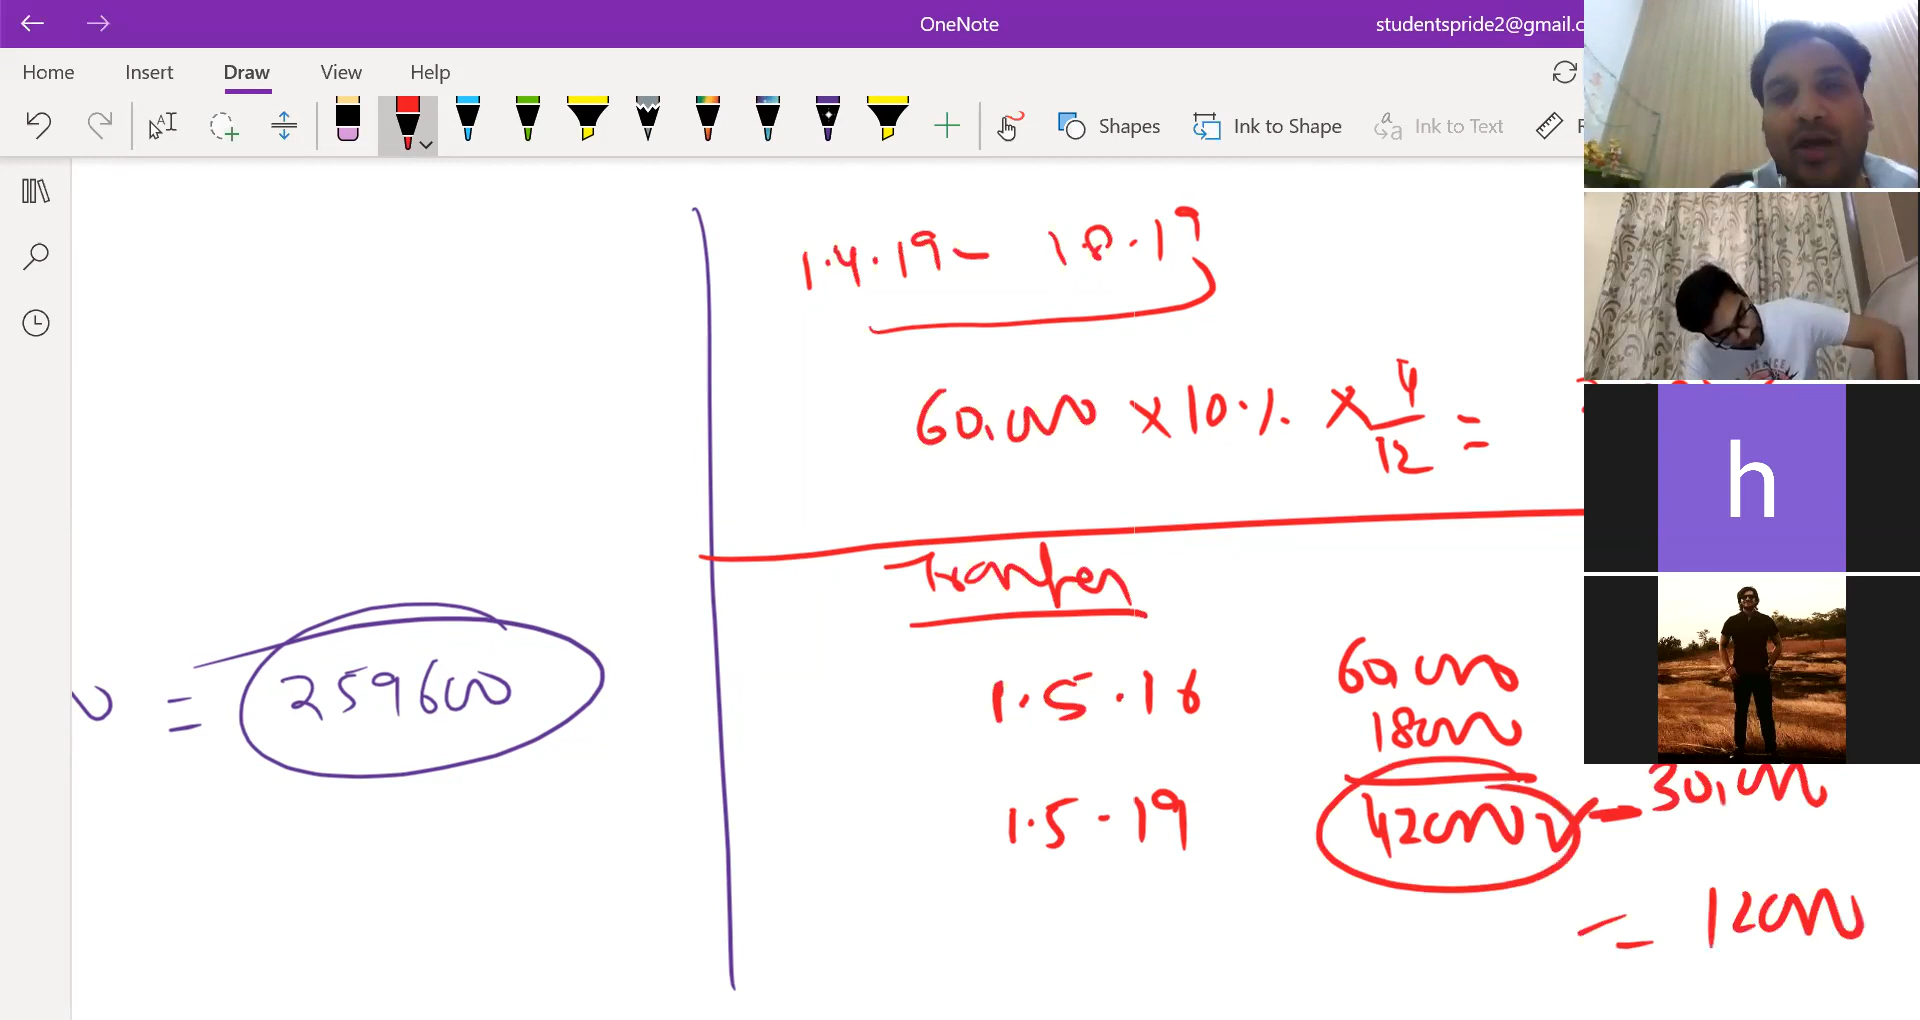 OneNote
studentspride2@gmail.c
Home Insert Draw View Help
Shapes Ink to Shape Ink to Text
1.4.19 - 1.8.19
60,000 × 10% × 4/12 =
Transfer
1.5.16 60,000
18000
= 259600
1.5.19 42000 - 30,000
= 12000
h